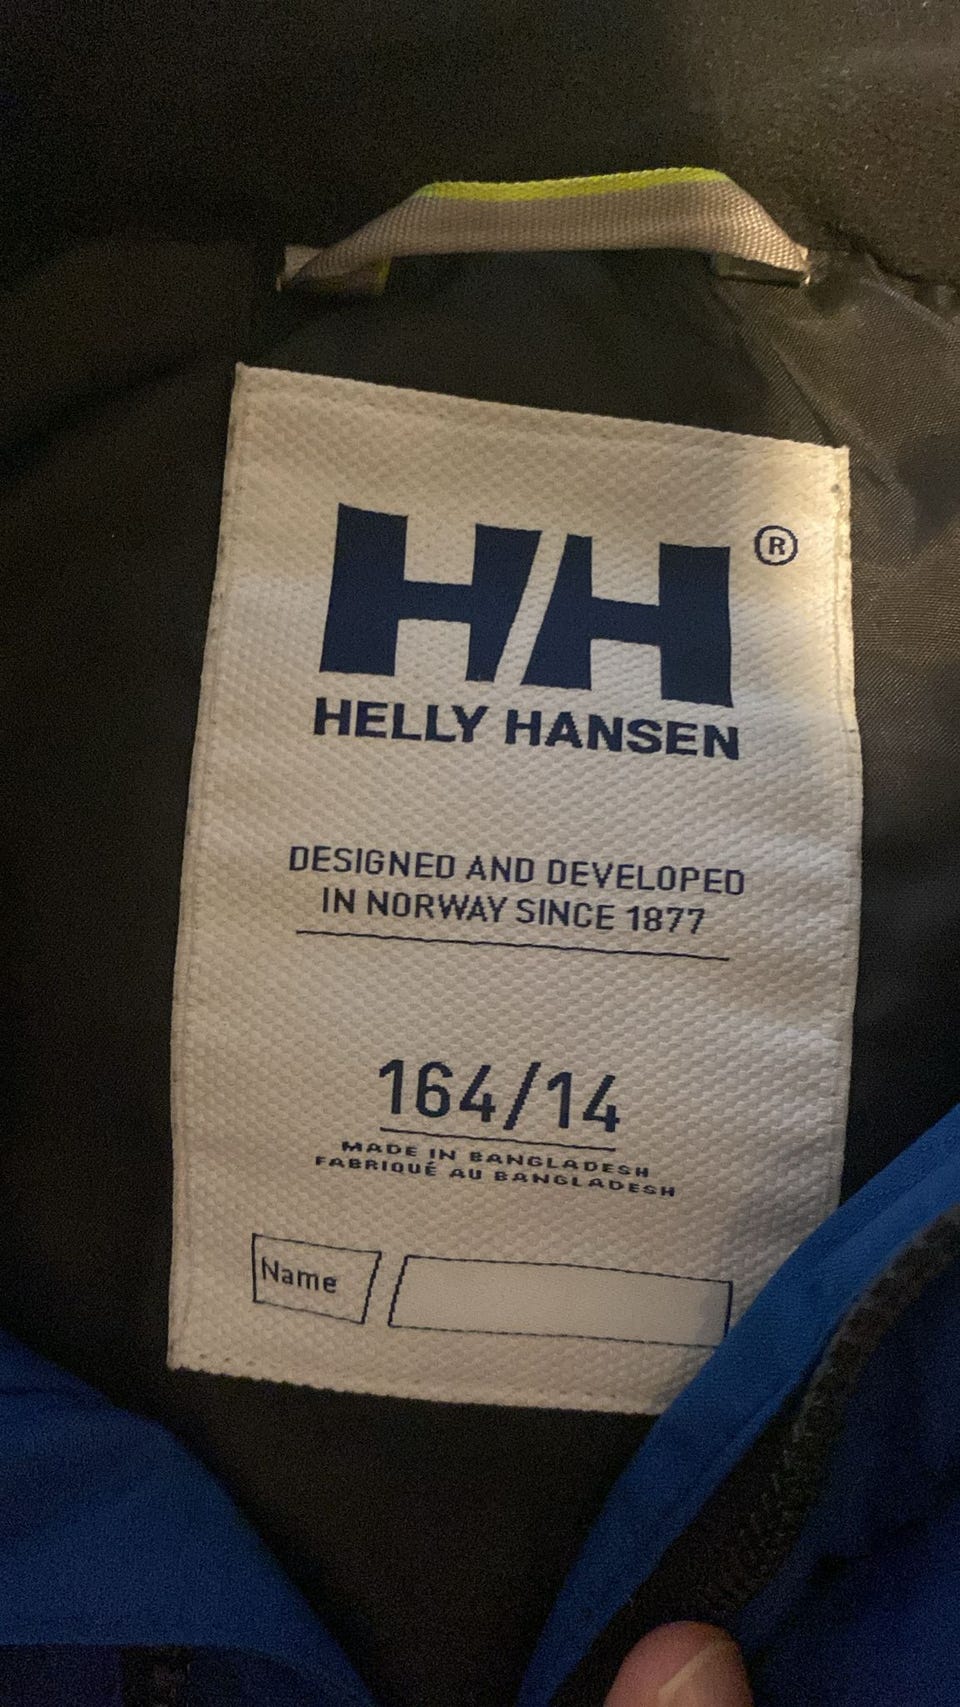 HH®
HELLY HANSEN
DESIGNED AND DEVELOPED
IN NORWAY SINCE 1877
164/14
MADE IN BANGLADESH
FABRIQUÉ AU BANGLADESH
Name